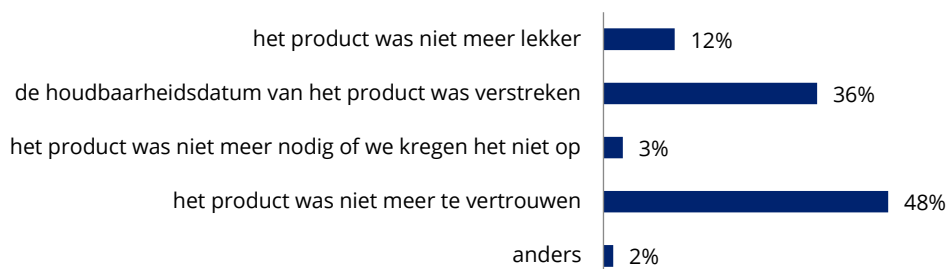 het product was niet meer lekker 12%
de houdbaarheidsdatum van het product was verstreken 36%
het product was niet meer nodig of we kregen het niet op 3%
het product was niet meer te vertrouwen 48%
anders 2%